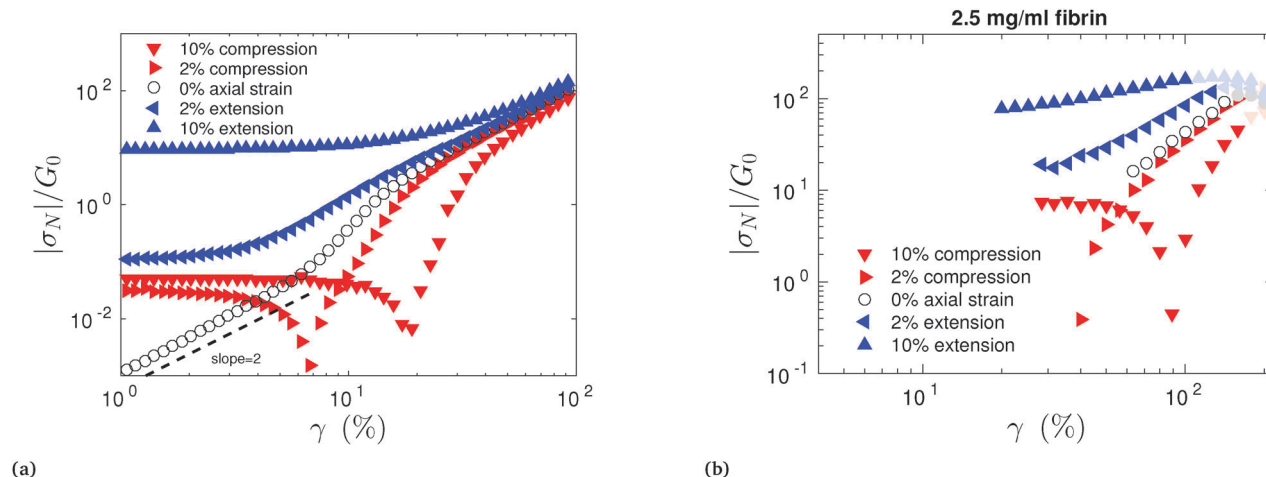 10% compression
2% compression
0% axial strain
2% extension
10% extension
|σ_N|/G_0
10^2
10^0
10^-2
slope=2
10^0 10^1 10^2
γ (%)
(a)
2.5 mg/ml fibrin
|σ_N|/G_0
10^2
10^1
10^0
10^-1
10% compression
2% compression
0% axial strain
2% extension
10% extension
10^1 10^2
γ (%)
(b)